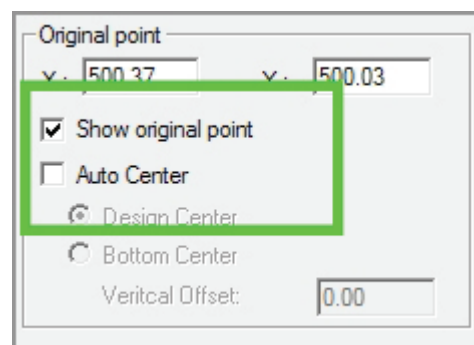 Original point
X : 500.37 Y : 500.03
Show original point
Auto Center
Design Center
Bottom Center
Veritcal Offset: 0.00